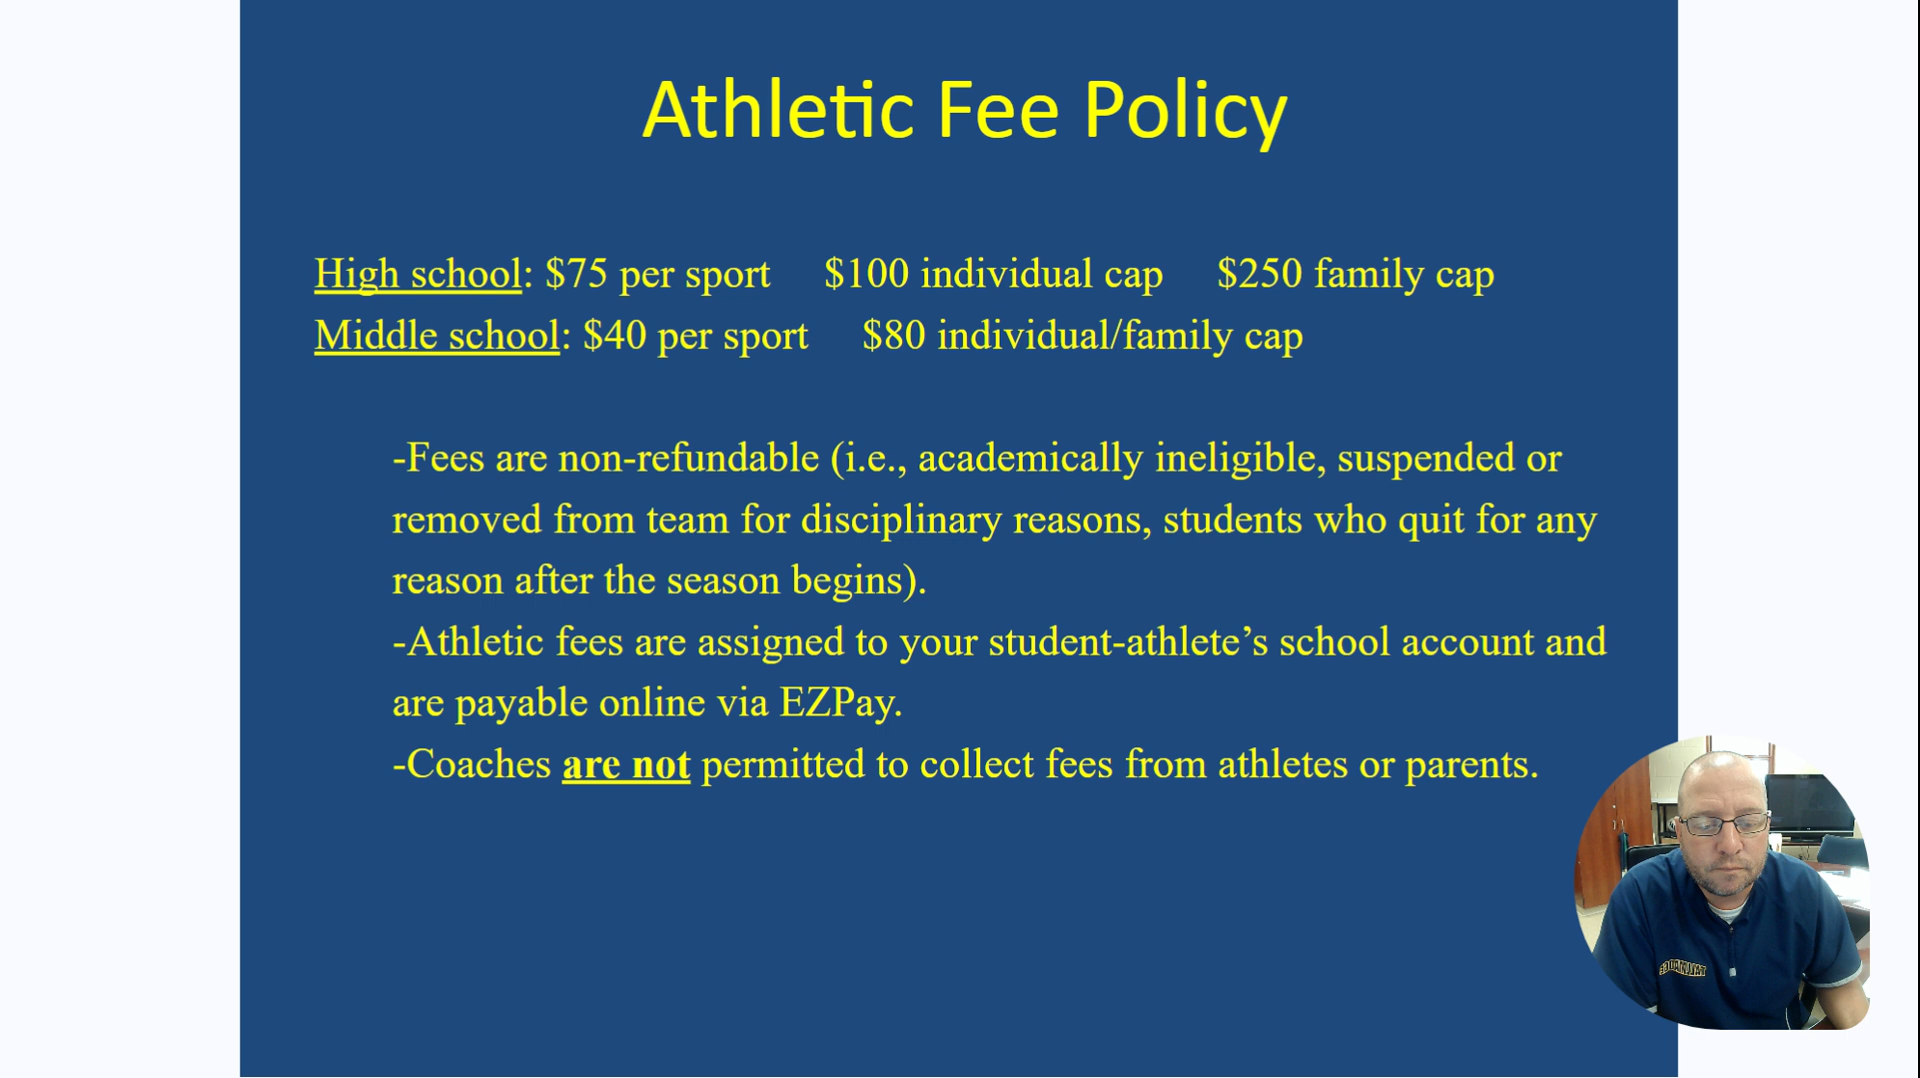 Athletic Fee Policy
High school: $75 per sport $100 individual cap $250 family cap
Middle school: $40 per sport $80 individual/family cap
-Fees are non-refundable (i.e., academically ineligible, suspended or
removed from team for disciplinary reasons, students who quit for any
reason after the season begins).
-Athletic fees are assigned to your student-athlete’s school account and
are payable online via EZPay.
-Coaches are not permitted to collect fees from athletes or parents.